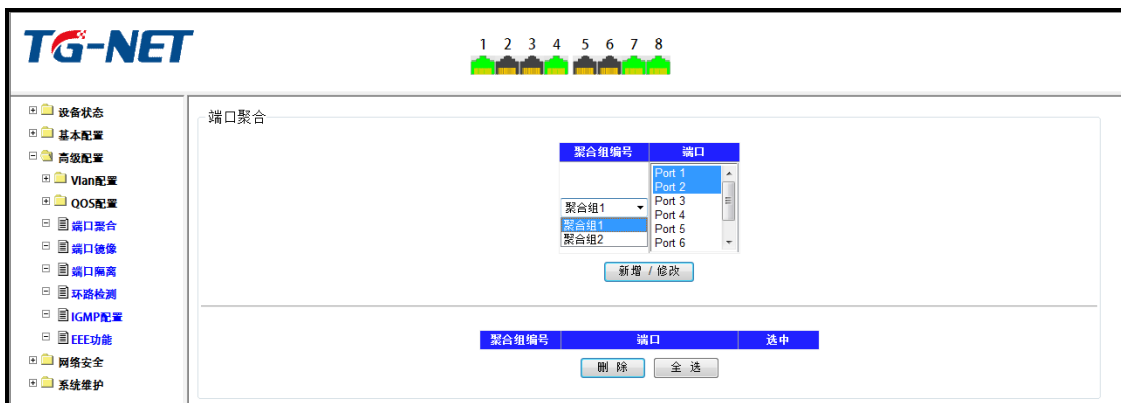 TG-NET
1 2 3 4 5 6 7 8
设备状态
基本配置
高级配置
Vlan配置
QOS配置
端口聚合
端口镜像
端口隔离
环路检测
IGMP配置
EEE功能
网络安全
系统维护
端口聚合
聚合组编号 端口
聚合组1
聚合组1
聚合组2
Port 1
Port 2
Port 3
Port 4
Port 5
Port 6
新增 / 修改
聚合组编号 端口 选中
删 除 全 选